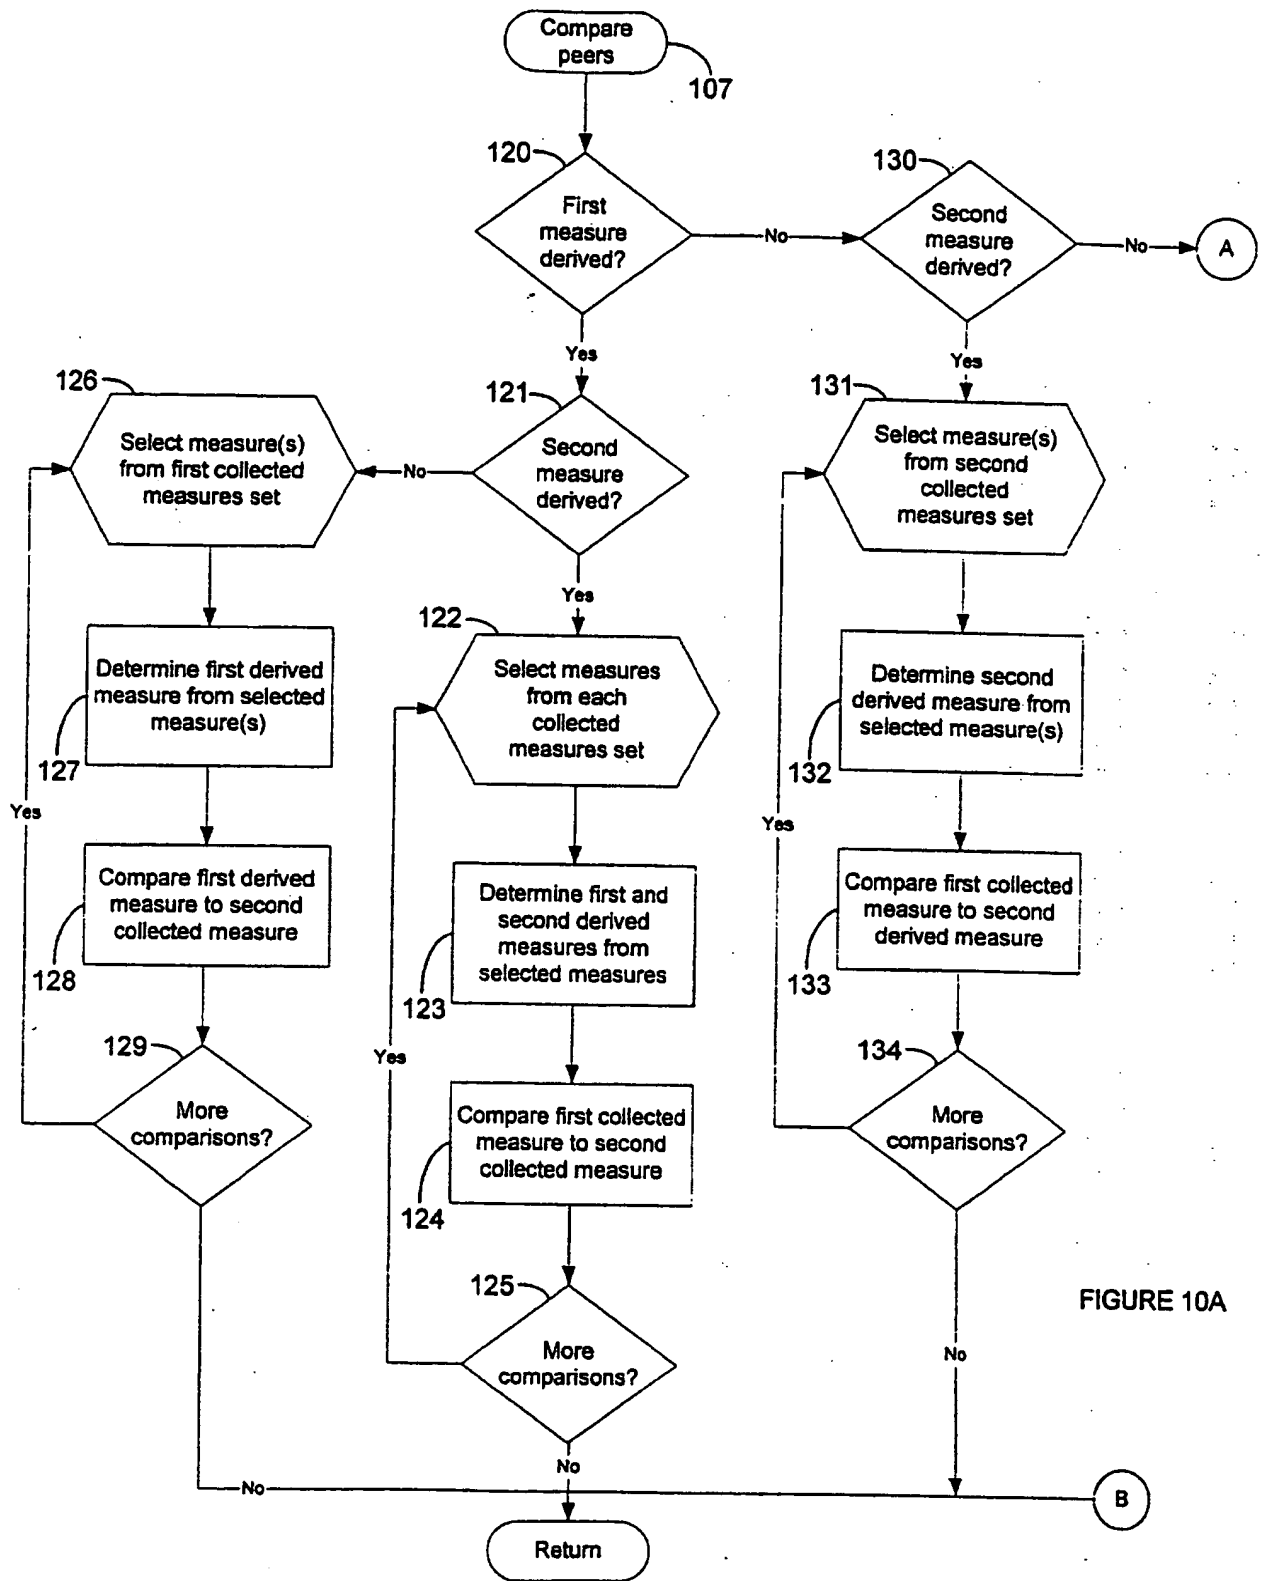 Compare
peers
107
120
First
measure
derived?
No
130
Second
measure
derived?
No
A
Yes
Yes
126
Select measure(s)
from first collected
measures set
No
121
Second
measure
derived?
131
Select measure(s)
from second
collected
measures set
Yes
127
Determine first derived
measure from selected
measure(s)
122
Select measures
from each
collected
measures set
132
Determine second
derived measure from
selected measure(s)
Yes
Yes
128
Compare first derived
measure to second
collected measure
123
Determine first and
second derived
measures from
selected measures
133
Compare first collected
measure to second
derived measure
Yes
129
More
comparisons?
124
Compare first collected
measure to second
collected measure
134
More
comparisons?
125
More
comparisons?
FIGURE 10A
No
No
No
B
Return